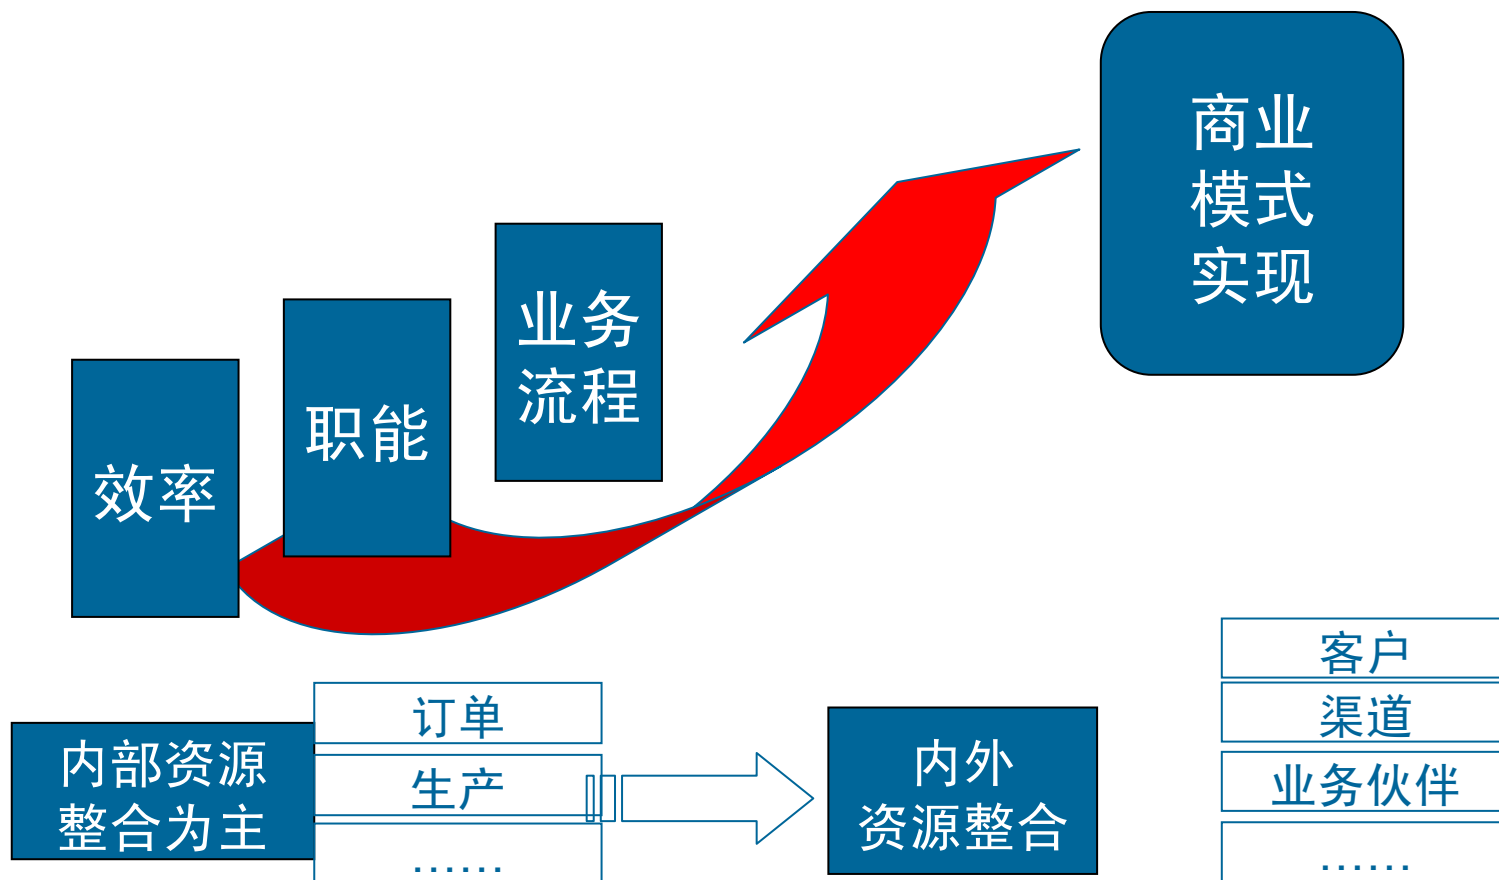 商业
模式
实现
业务
流程
职能
效率
内部资源
整合为主
订单
生产
……
内外
资源整合
客户
渠道
业务伙伴
……